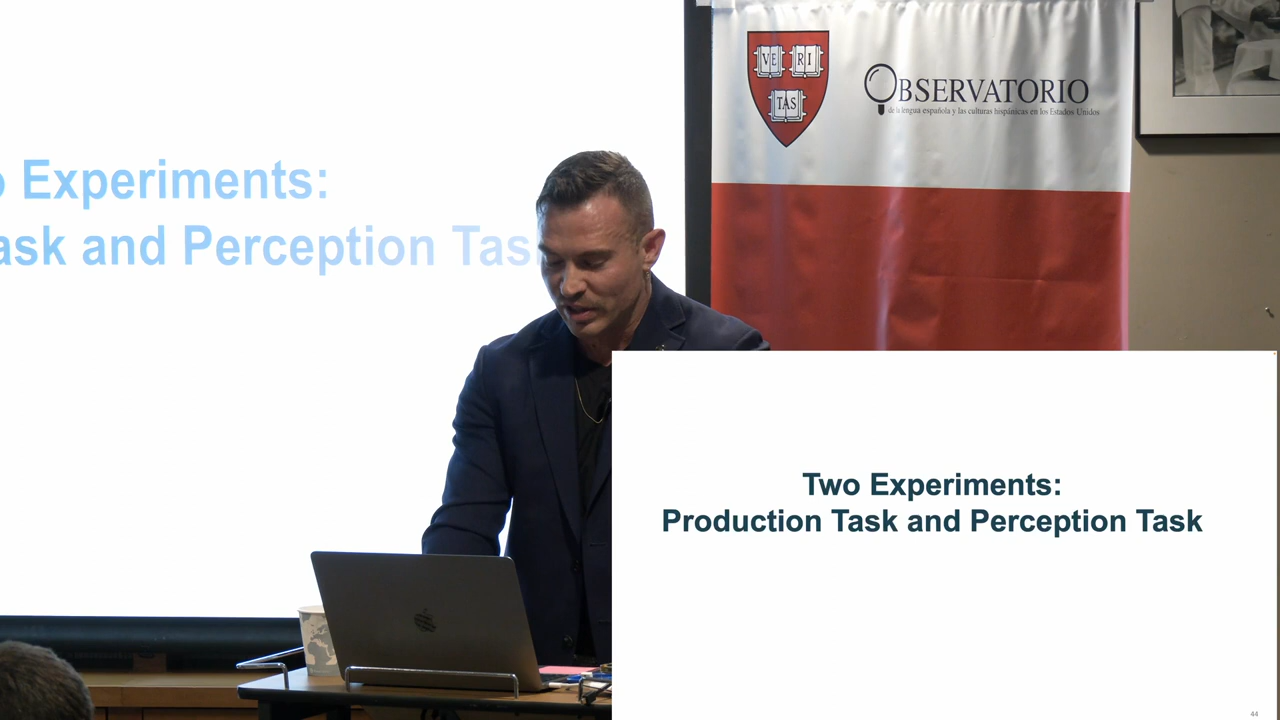 VE RI
TAS
OBSERVATORIO
de la lengua española y las culturas hispánicas en los Estados Unidos
Experiments:
ask and Perception Tas
Two Experiments:
Production Task and Perception Task
44